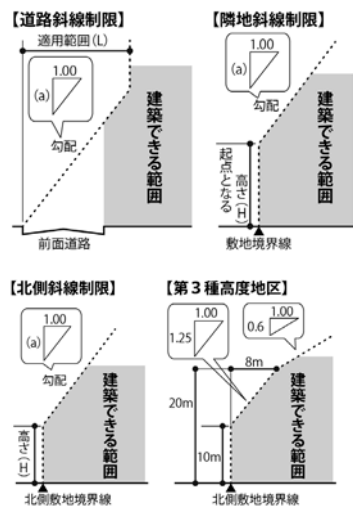 【道路斜線制限】
適用範囲(L)
1.00
(a)
勾配
建築できる範囲
前面道路
【隣地斜線制限】
1.00
(a)
勾配
建築できる範囲
起点となる
高さ(H)
敷地境界線
【北側斜線制限】
1.00
(a)
勾配
建築できる範囲
高さ(H)
北側敷地境界線
【第3種高度地区】
1.00
1.25
1.00
0.6
8m
20m
10m
建築できる範囲
北側敷地境界線